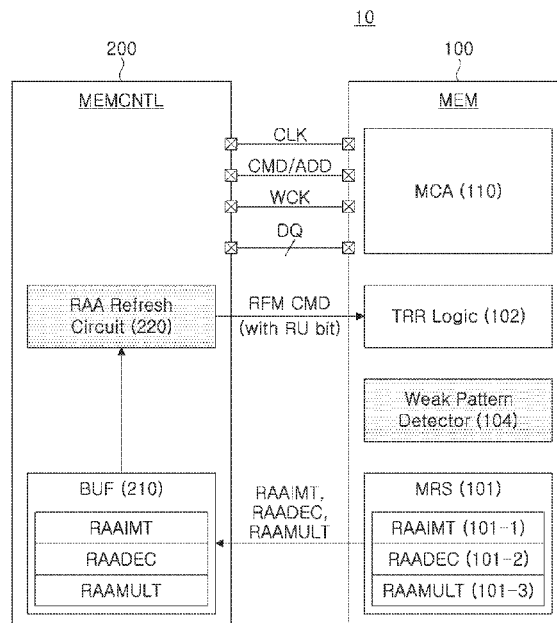 10
200
100
MEMCNTL
MEM
CLK
CMD/ADD
WCK
DQ
MCA (110)
RAA Refresh
Circuit (220)
RFM CMD
(with RU bit)
TRR Logic (102)
Weak Pattern
Detector (104)
BUF (210)
RAAIMT
RAADEC
RAAMULT
RAAIMT,
RAADEC,
RAAMULT
MRS (101)
RAAIMT (101-1)
RAADEC (101-2)
RAAMULT (101-3)